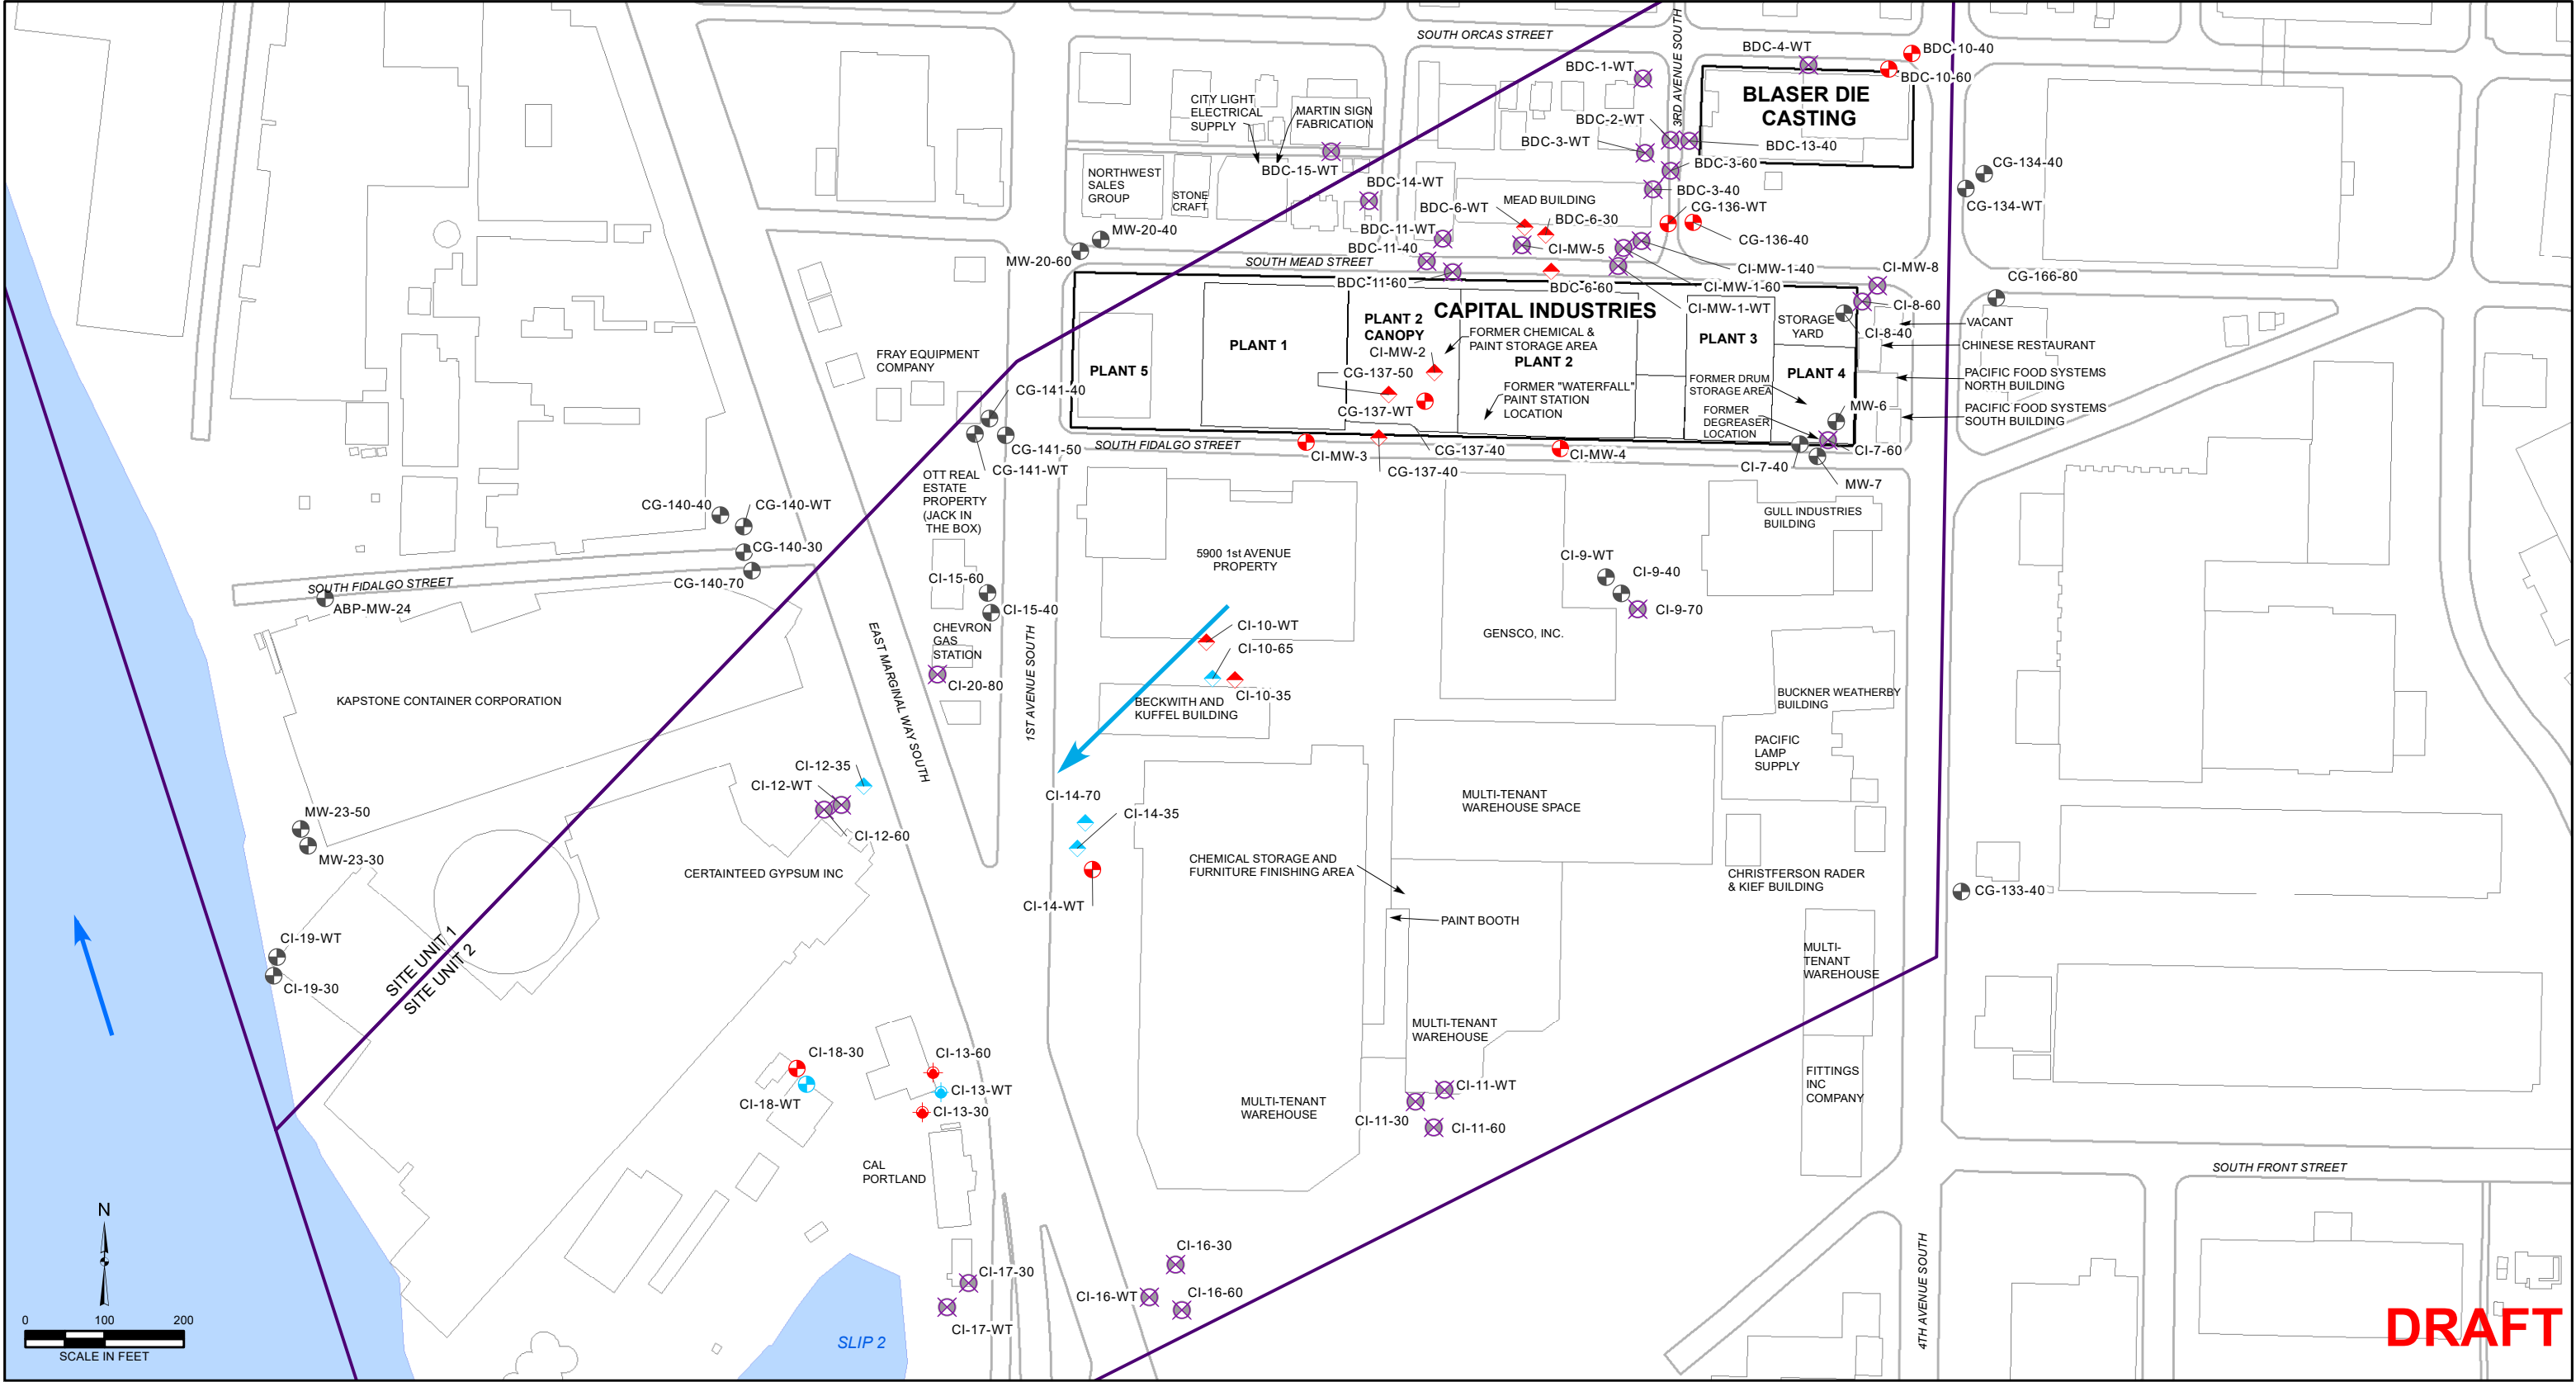 SOUTH ORCAS STREET
3RD AVENUE SOUTH
BDC-4-WT
BDC-10-40
BDC-10-60
BDC-1-WT
BLASER DIE
CASTING
CITY LIGHT
ELECTRICAL
SUPPLY
MARTIN SIGN
FABRICATION
BDC-2-WT
BDC-3-WT
BDC-13-40
BDC-15-WT
BDC-3-60
CG-134-40
CG-134-WT
NORTHWEST
SALES
GROUP
STONE
CRAFT
BDC-14-WT
BDC-3-40
MEAD BUILDING
BDC-6-WT
BDC-6-30
CG-136-WT
CG-136-40
MW-20-40
MW-20-60
BDC-11-WT
BDC-11-40
CI-MW-5
SOUTH MEAD STREET
CI-MW-1-40
CI-MW-8
CG-166-80
BDC-11-60
BDC-6-60
CI-MW-1-60
CI-MW-1-WT
CI-8-60
CI-8-40
CAPITAL INDUSTRIES
PLANT 2
CANOPY
FORMER CHEMICAL &
PAINT STORAGE AREA
PLANT 3
STORAGE
YARD
VACANT
CHINESE RESTAURANT
PLANT 1
CI-MW-2
PLANT 2
FRAY EQUIPMENT
COMPANY
PLANT 5
CG-137-50
PLANT 4
PACIFIC FOOD SYSTEMS
NORTH BUILDING
FORMER "WATERFALL"
PAINT STATION
LOCATION
FORMER DRUM
STORAGE AREA
CG-141-40
CG-137-WT
MW-6
PACIFIC FOOD SYSTEMS
SOUTH BUILDING
FORMER
DEGREASER
LOCATION
SOUTH FIDALGO STREET
CG-141-50
CG-141-WT
CI-MW-3
CG-137-40
CG-137-40
CI-MW-4
CI-7-60
CI-7-40
MW-7
OTT REAL
ESTATE
PROPERTY
(JACK IN
THE BOX)
CG-140-40
CG-140-WT
GULL INDUSTRIES
BUILDING
CG-140-30
CG-140-70
5900 1st AVENUE
PROPERTY
CI-9-WT
CI-9-40
CI-9-70
SOUTH FIDALGO STREET
ABP-MW-24
CI-15-60
CI-15-40
CHEVRON
GAS
STATION
CI-20-80
EAST MARGINAL WAY SOUTH
1ST AVENUE SOUTH
CI-10-WT
CI-10-65
CI-10-35
GENSCO, INC.
BECKWITH AND
KUFFEL BUILDING
BUCKNER WEATHERBY
BUILDING
KAPSTONE CONTAINER CORPORATION
PACIFIC
LAMP
SUPPLY
CI-12-35
CI-12-WT
CI-12-60
CI-14-70
CI-14-35
CI-14-WT
MULTI-TENANT
WAREHOUSE SPACE
MW-23-50
MW-23-30
CERTAINTEED GYPSUM INC
CHEMICAL STORAGE AND
FURNITURE FINISHING AREA
CHRISTFERSON RADER
& KIEF BUILDING
CG-133-40
PAINT BOOTH
CI-19-WT
CI-19-30
SITE UNIT 1
SITE UNIT 2
MULTI-
TENANT
WAREHOUSE
MULTI-TENANT
WAREHOUSE
CI-18-30
CI-18-WT
CI-13-60
CI-13-WT
CI-13-30
FITTINGS
INC
COMPANY
CI-11-WT
CI-11-30
CI-11-60
MULTI-TENANT
WAREHOUSE
CAL
PORTLAND
SOUTH FRONT STREET
4TH AVENUE SOUTH
CI-16-30
CI-16-WT
CI-16-60
CI-17-30
CI-17-WT
SLIP 2
N
0 100 200
SCALE IN FEET
DRAFT